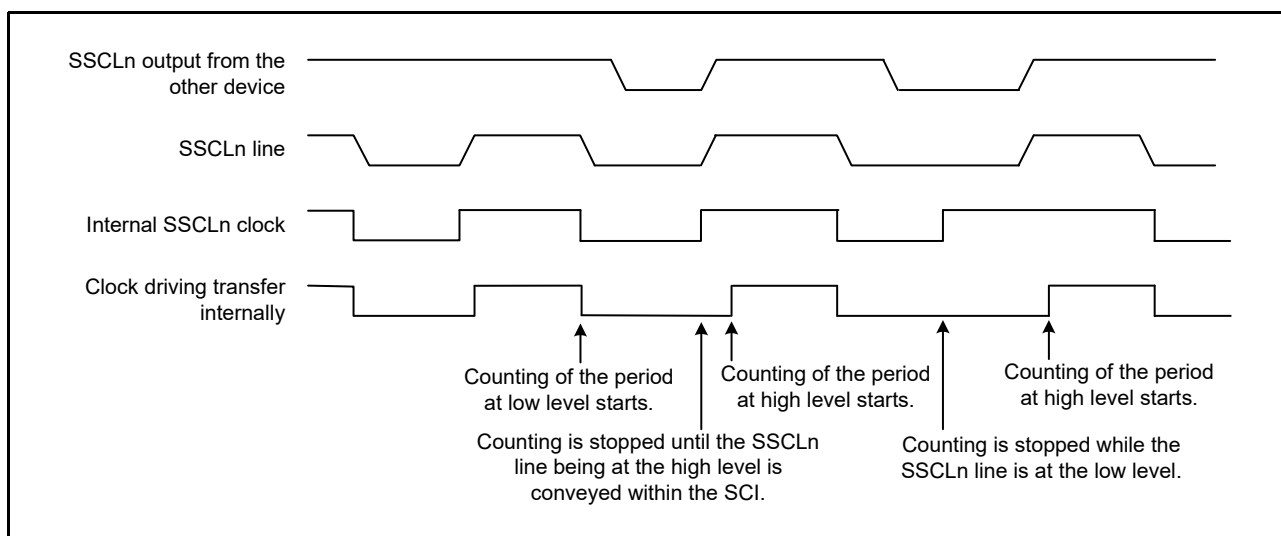 SSCLn output from the
other device
SSCLn line
Internal SSCLn clock
Clock driving transfer
internally
Counting of the period
at low level starts.
Counting of the period
at high level starts.
Counting of the period
at high level starts.
Counting is stopped until the SSCLn
line being at the high level is
conveyed within the SCI.
Counting is stopped while the
SSCLn line is at the low level.